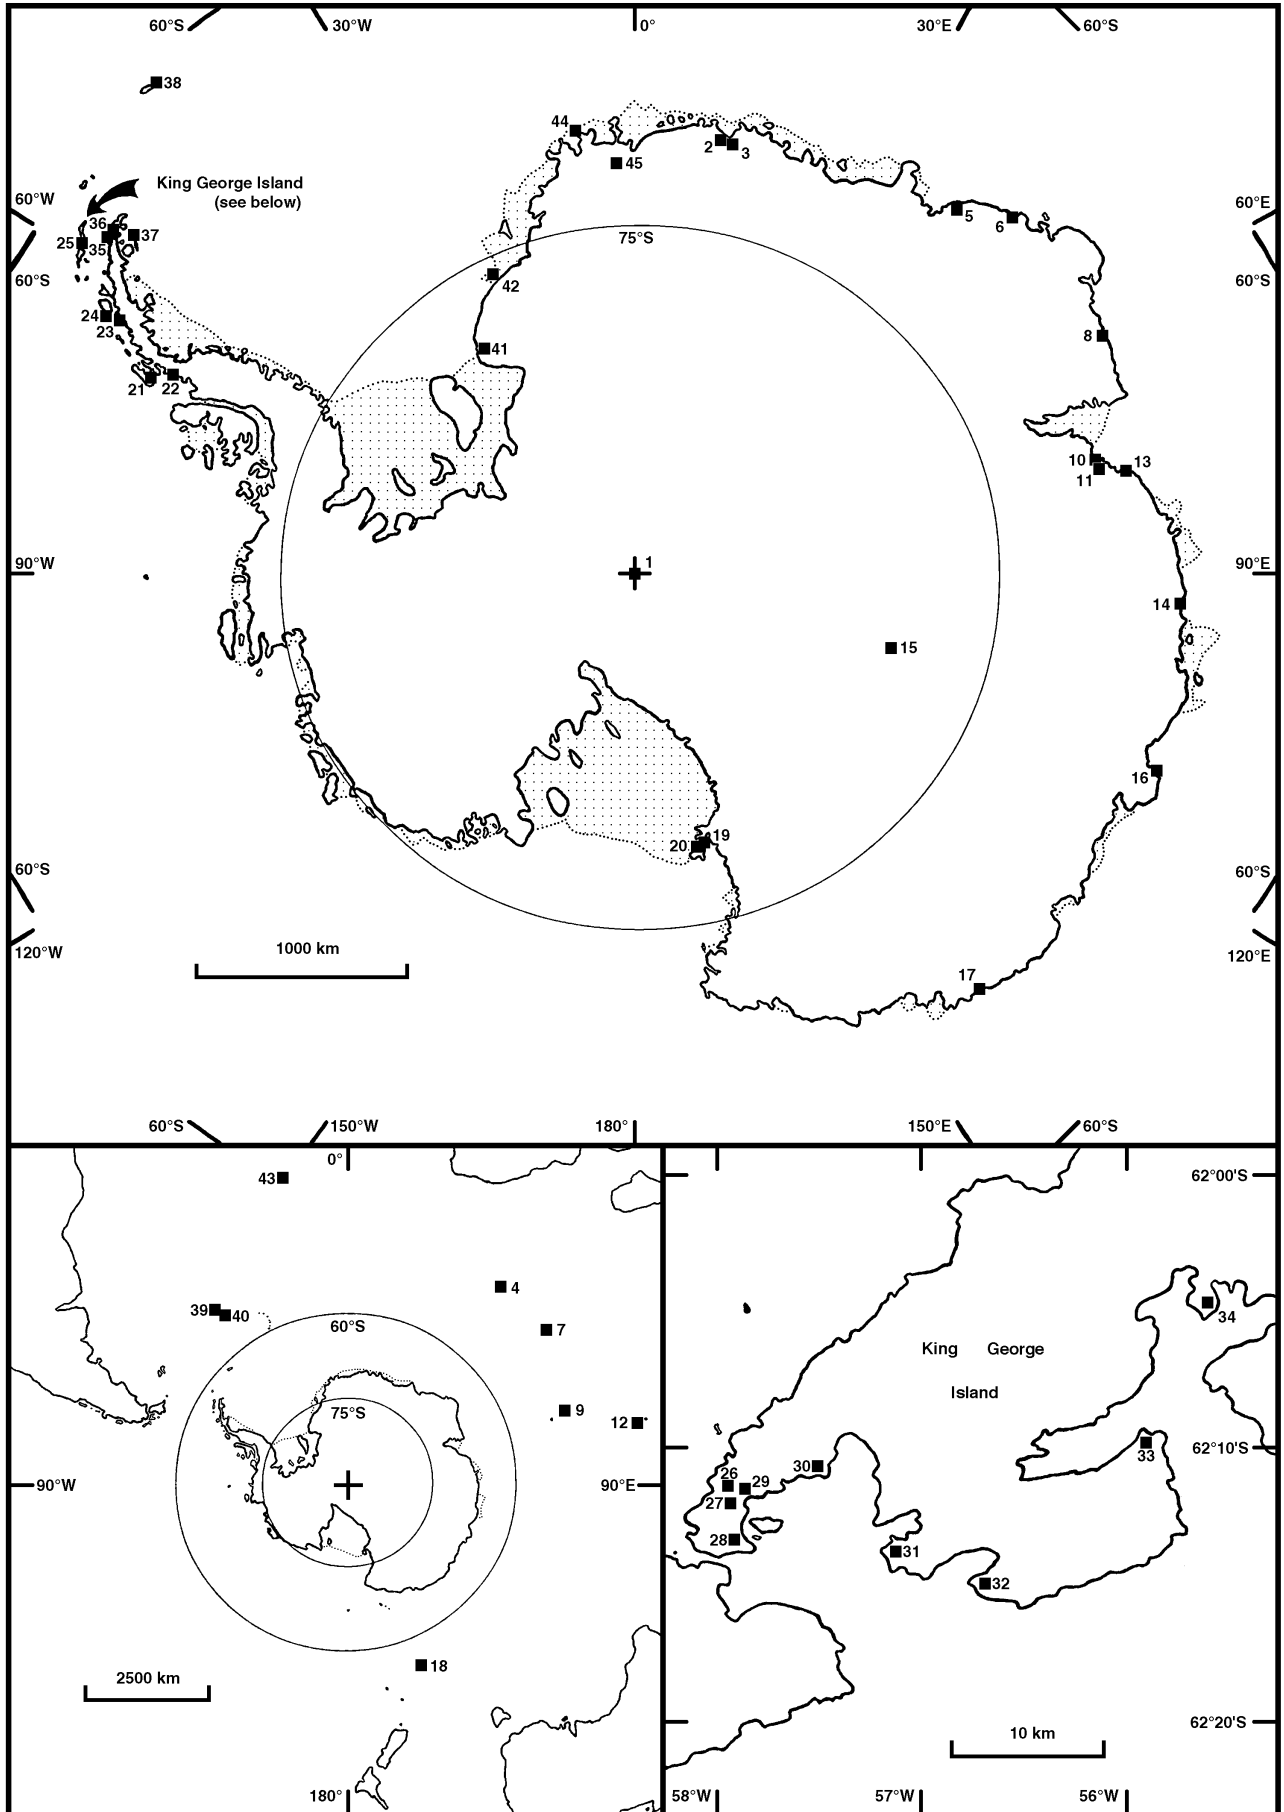 60°S
30°W
0°
30°E
60°S
38
44
2
3
45
King George Island
(see below)
60°W
60°E
36
37
25
35
5
6
75°S
60°S
60°S
42
24
23
8
41
21
22
10
13
11
90°W
1
90°E
14
15
16
19
20
60°S
60°S
1000 km
120°W
120°E
17
60°S
150°W
180°
150°E
60°S
0°
43
4
39
40
60°S
7
75°S
9
12
90°W
90°E
18
2500 km
180°
62°00'S
34
King George
Island
62°10'S
33
30
26
29
27
28
31
32
62°20'S
10 km
58°W
57°W
56°W